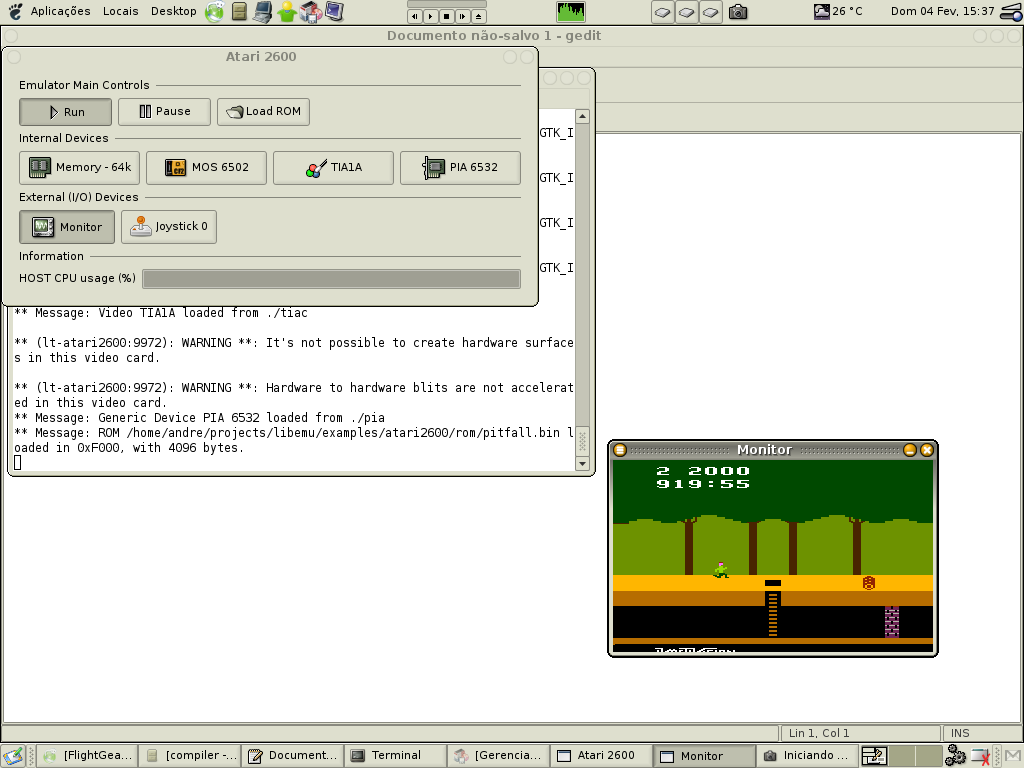 Aplicações Locais Desktop 26 °C Dom 04 Fev, 15:37
Documento não-salvo 1 - gedit
Atari 2600
Emulator Main Controls
Run Pause Load ROM
Internal Devices
Memory - 64k MOS 6502 TIA1A PIA 6532
External (I/O) Devices
Monitor Joystick 0
Information
HOST CPU usage (%)
GTK_I
GTK_I
GTK_I
GTK_I
** Message: Video TIA1A loaded from ./tiac
** (lt-atari2600:9972): WARNING **: It's not possible to create hardware surface
s in this video card.
** (lt-atari2600:9972): WARNING **: Hardware to hardware blits are not accelerat
ed in this video card.
** Message: Generic Device PIA 6532 loaded from ./pia
** Message: ROM /home/andre/projects/libemu/examples/atari2600/rom/pitfall.bin l
oaded in 0xF000, with 4096 bytes.
Monitor
2 2000
919:55
Lin 1, Col 1 INS
[FlightGea... [compiler -... Document... Terminal [Gerencia... Atari 2600 Monitor Iniciando ...